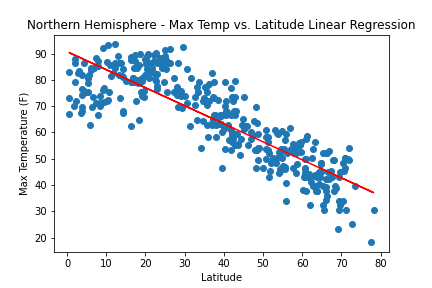 Northern Hemisphere - Max Temp vs. Latitude Linear Regression
Max Temperature (F)
90
80
70
60
50
40
30
20
0 10 20 30 40 50 60 70 80
Latitude